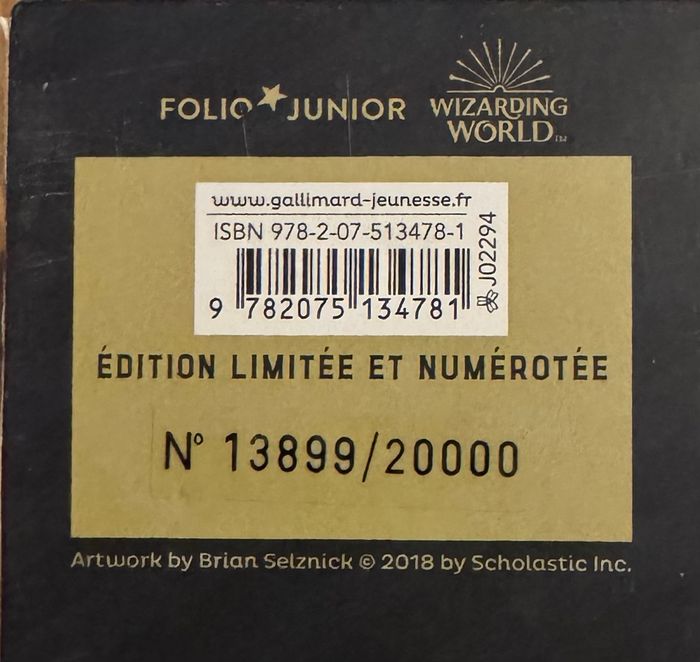 FOLIO JUNIOR
WIZARDING
WORLD™
www.gallimard-jeunesse.fr
ISBN 978-2-07-513478-1
J02294
9 782075 134781
ÉDITION LIMITÉE ET NUMÉROTÉE
N° 13899/20000
Artwork by Brian Selznick © 2018 by Scholastic Inc.